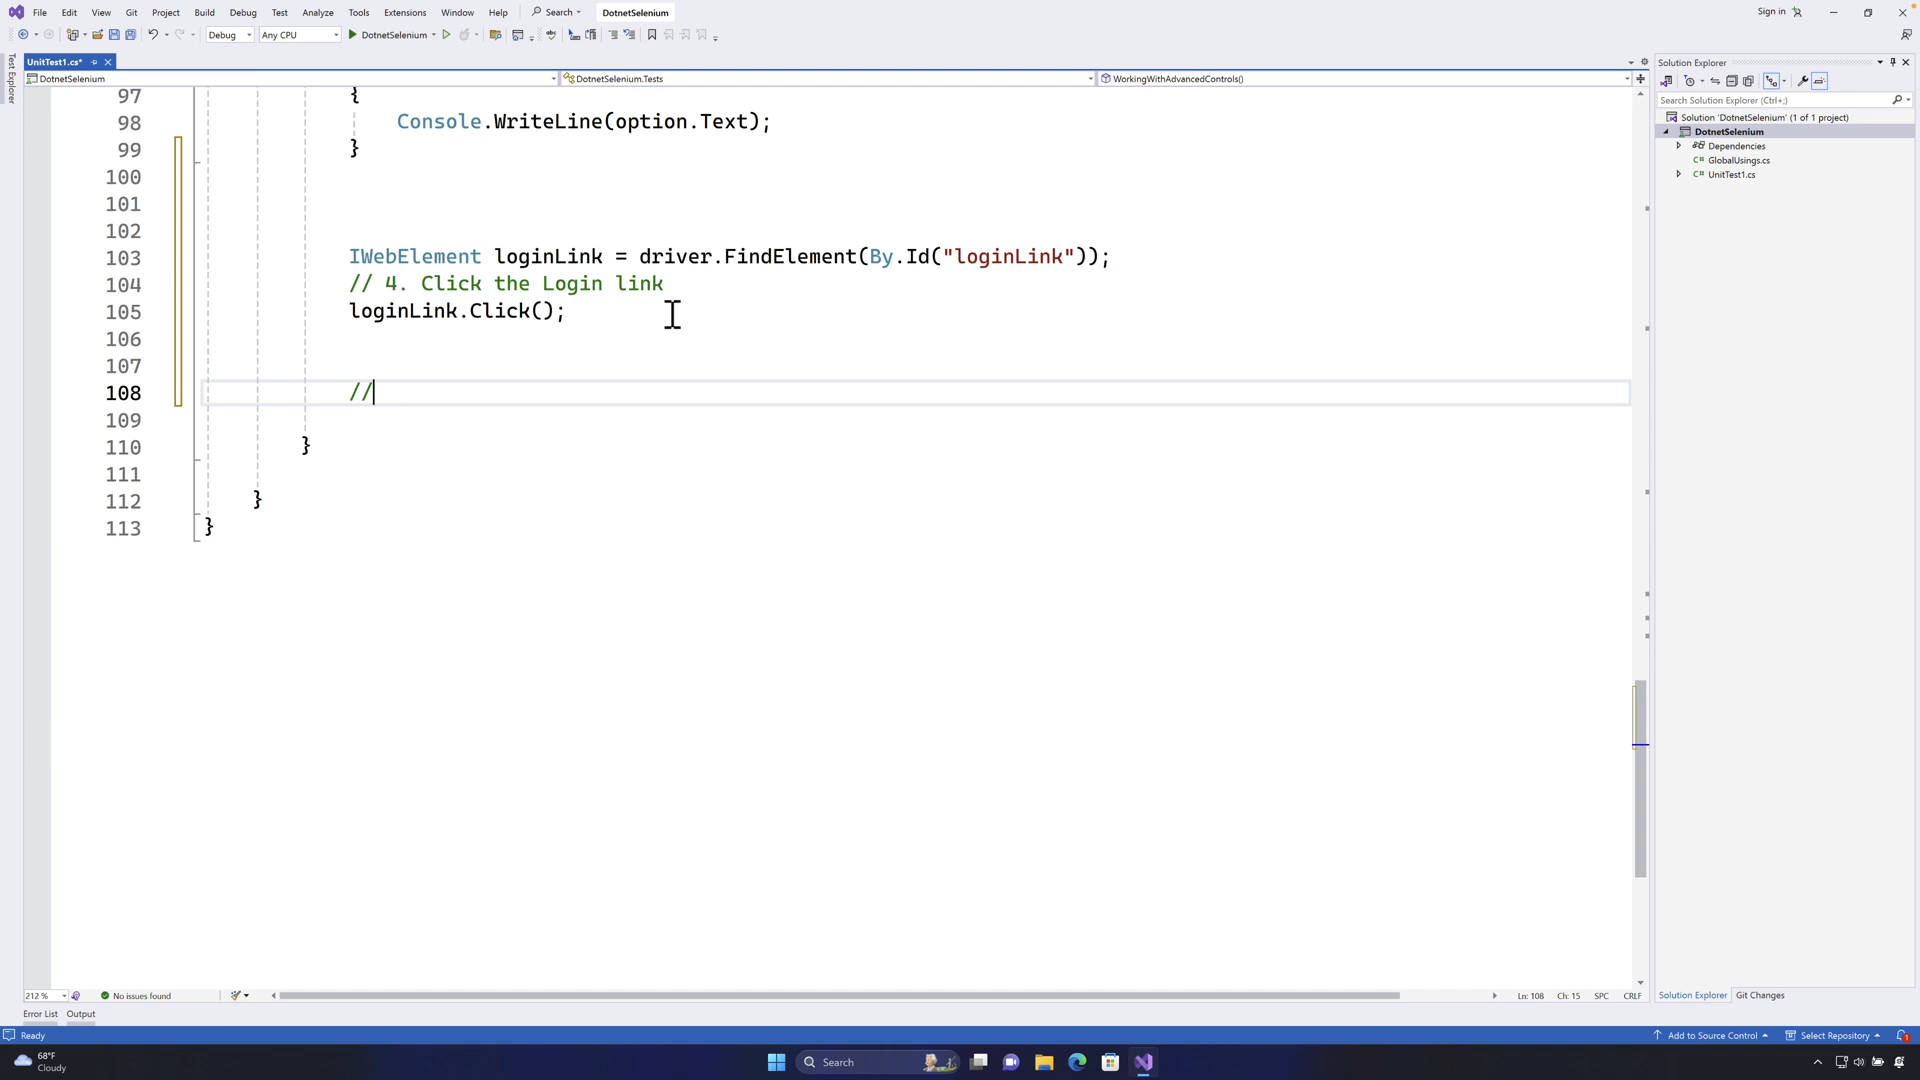 File Edit View Git Project Build Debug Test Analyze Tools Extensions Window Help Search DotnetSelenium Sign in
Debug Any CPU DotnetSelenium
UnitTest1.cs*
DotnetSelenium DotnetSelenium.Tests WorkingWithAdvancedControls()
Test Explorer
97 {
98 Console.WriteLine(option.Text);
99 }
100
101
102
103 IWebElement loginLink = driver.FindElement(By.Id("loginLink"));
104 // 4. Click the Login link
105 loginLink.Click();
106
107
108 //
109
110 }
111
112 }
113 }
Solution Explorer
Search Solution Explorer (Ctrl+;)
Solution 'DotnetSelenium' (1 of 1 project)
DotnetSelenium
Dependencies
C# GlobalUsings.cs
C# UnitTest1.cs
212 % No issues found Ln: 108 Ch: 15 SPC CRLF
Solution Explorer Git Changes
Error List Output
Ready Add to Source Control Select Repository 1
68°F
Cloudy
Search